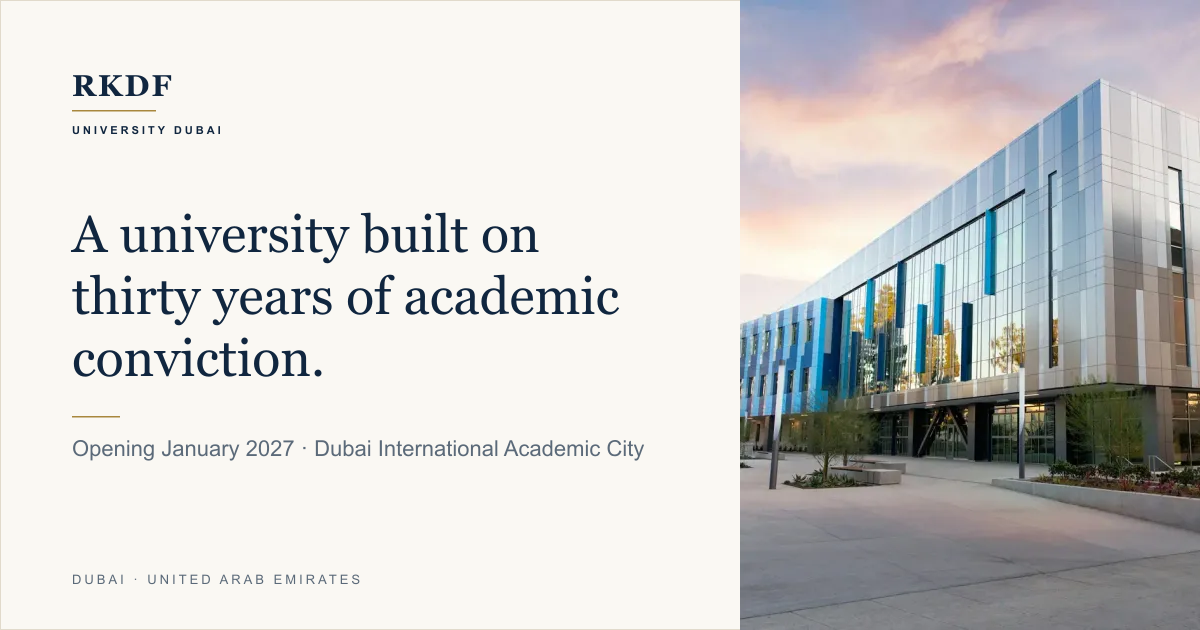 RKDF
UNIVERSITY DUBAI
A university built on
thirty years of academic
conviction.
Opening January 2027 · Dubai International Academic City
DUBAI · UNITED ARAB EMIRATES